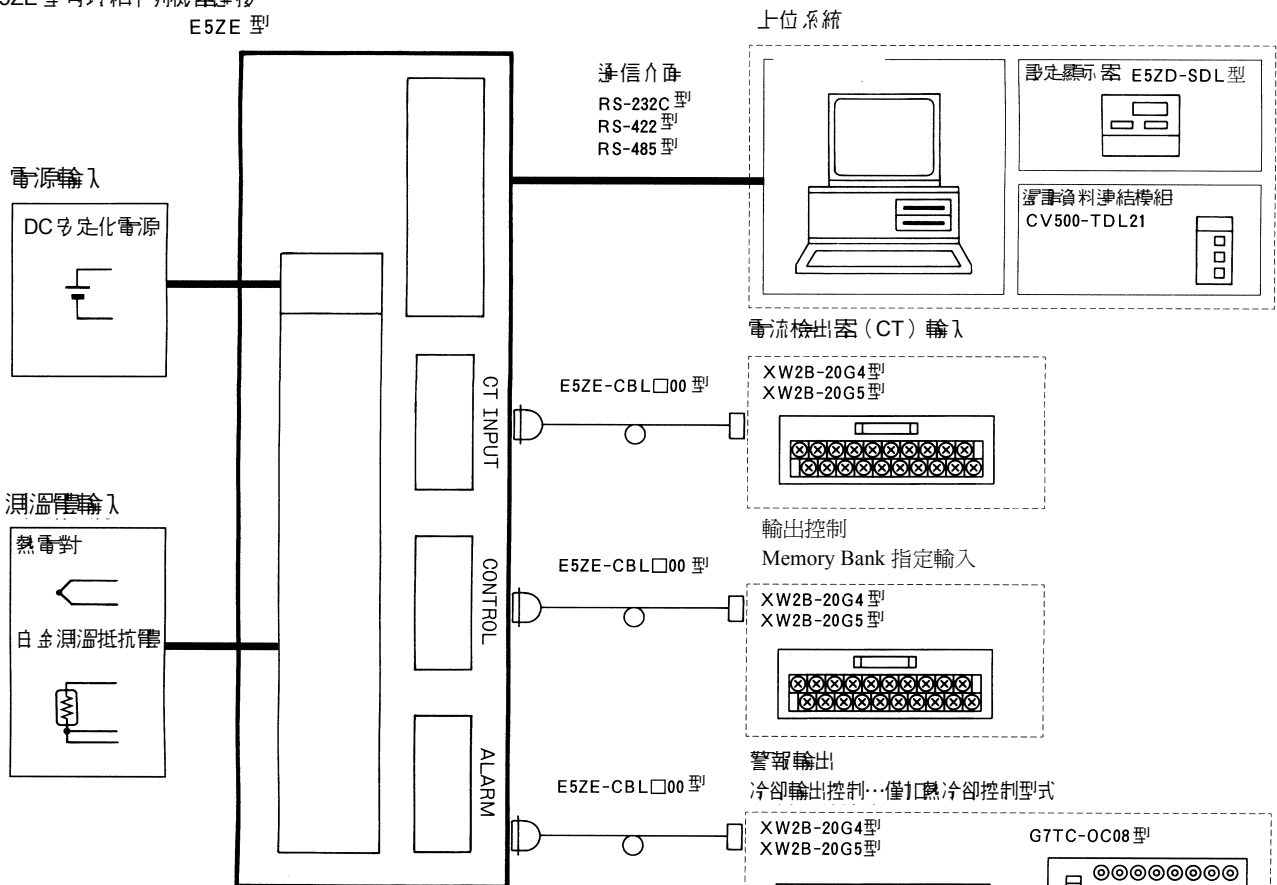 E5ZE 型
電源輸入
DC 安定化電源
測溫體輸入
熱電對
白金測溫抵抗體
CT INPUT
CONTROL
ALARM
通信介面
RS-232C 型
RS-422 型
RS-485 型
上位系統
設定顯示器 E5ZD-SDL 型
溫書資料連結模組
CV500-TDL21
電流檢出器（CT）輸入
E5ZE-CBL□00 型
XW2B-20G4 型
XW2B-20G5 型
輸出控制
Memory Bank 指定輸入
E5ZE-CBL□00 型
XW2B-20G4 型
XW2B-20G5 型
警報輸出
冷卻輸出控制…僅加熱冷卻控制型式
E5ZE-CBL□00 型
XW2B-20G4 型
XW2B-20G5 型
G7TC-OC08 型